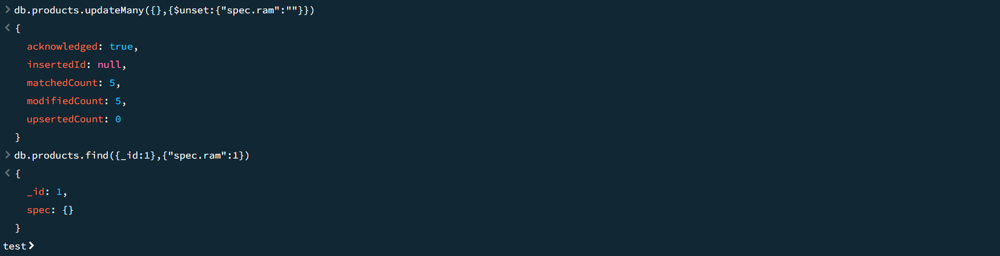 > db.products.updateMany({},{$unset:{"spec.ram":""}})
< {
acknowledged: true,
insertedId: null,
matchedCount: 5,
modifiedCount: 5,
upsertedCount: 0
}
> db.products.find({_id:1},{"spec.ram":1})
< {
_id: 1,
spec: {}
}
test>